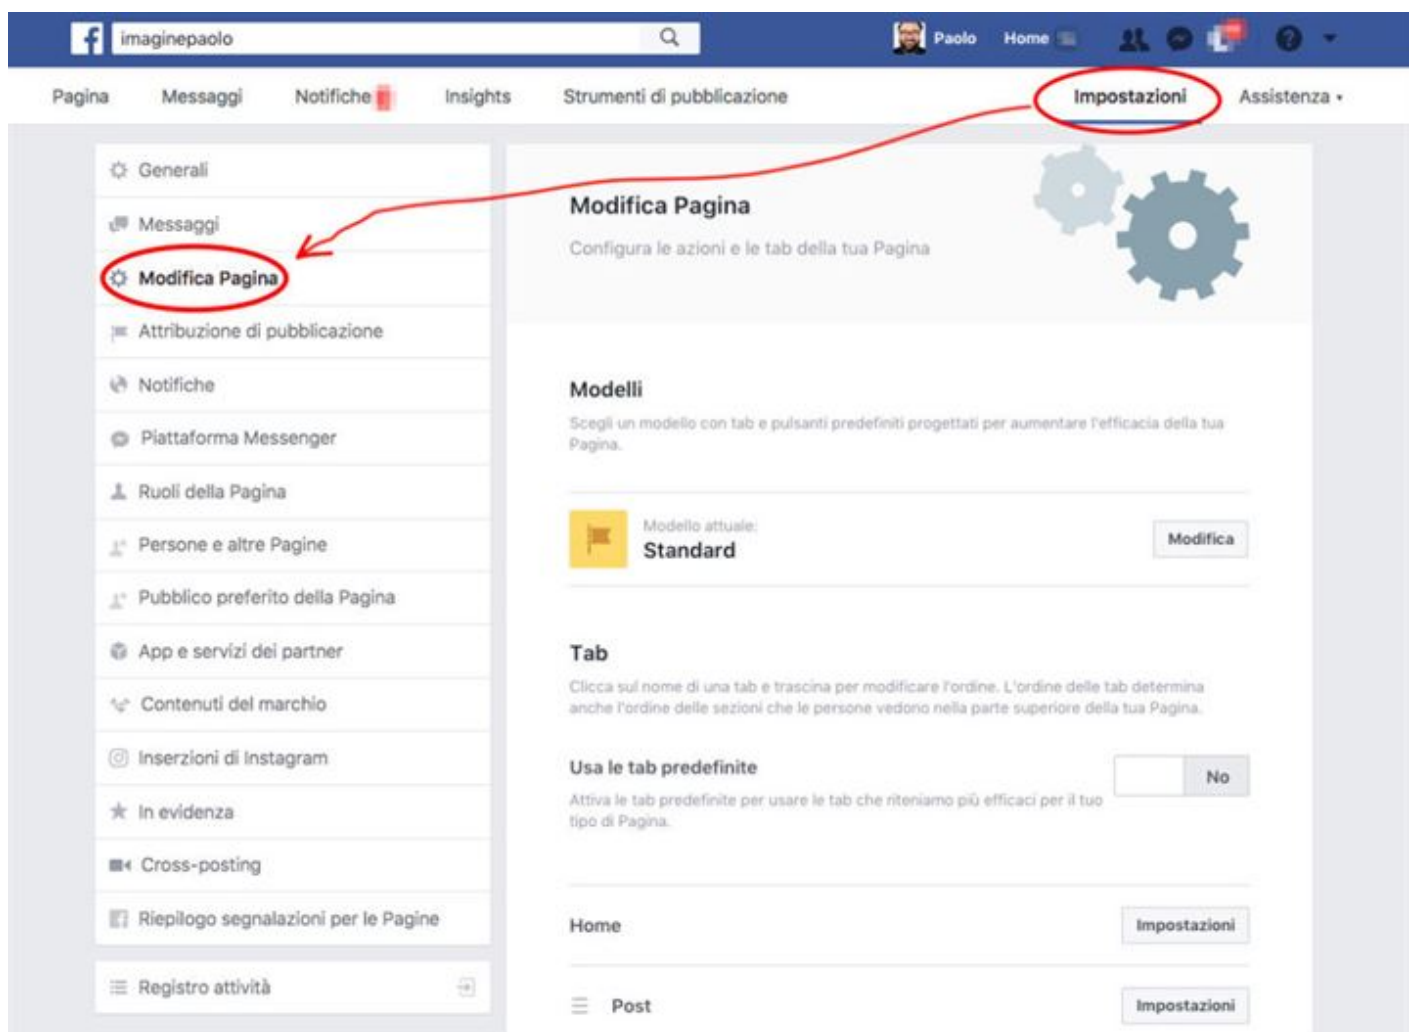 imaginepaolo
Paolo
Home
Pagina
Messaggi
Notifiche
Insights
Strumenti di pubblicazione
Impostazioni
Assistenza
Generali
Messaggi
Modifica Pagina
Attribuzione di pubblicazione
Notifiche
Piattaforma Messenger
Ruoli della Pagina
Persone e altre Pagine
Pubblico preferito della Pagina
App e servizi dei partner
Contenuti del marchio
Inserzioni di Instagram
In evidenza
Cross-posting
Riepilogo segnalazioni per le Pagine
Registro attività
Modifica Pagina
Configura le azioni e le tab della tua Pagina
Modelli
Scegli un modello con tab e pulsanti predefiniti progettati per aumentare l'efficacia della tua
Pagina.
Modello attuale:
Standard
Modifica
Tab
Clicca sul nome di una tab e trascina per modificare l'ordine. L'ordine delle tab determina
anche l'ordine delle sezioni che le persone vedono nella parte superiore della tua Pagina.
Usa le tab predefinite
No
Attiva le tab predefinite per usare le tab che riteniamo più efficaci per il tuo
tipo di Pagina.
Home
Impostazioni
Post
Impostazioni